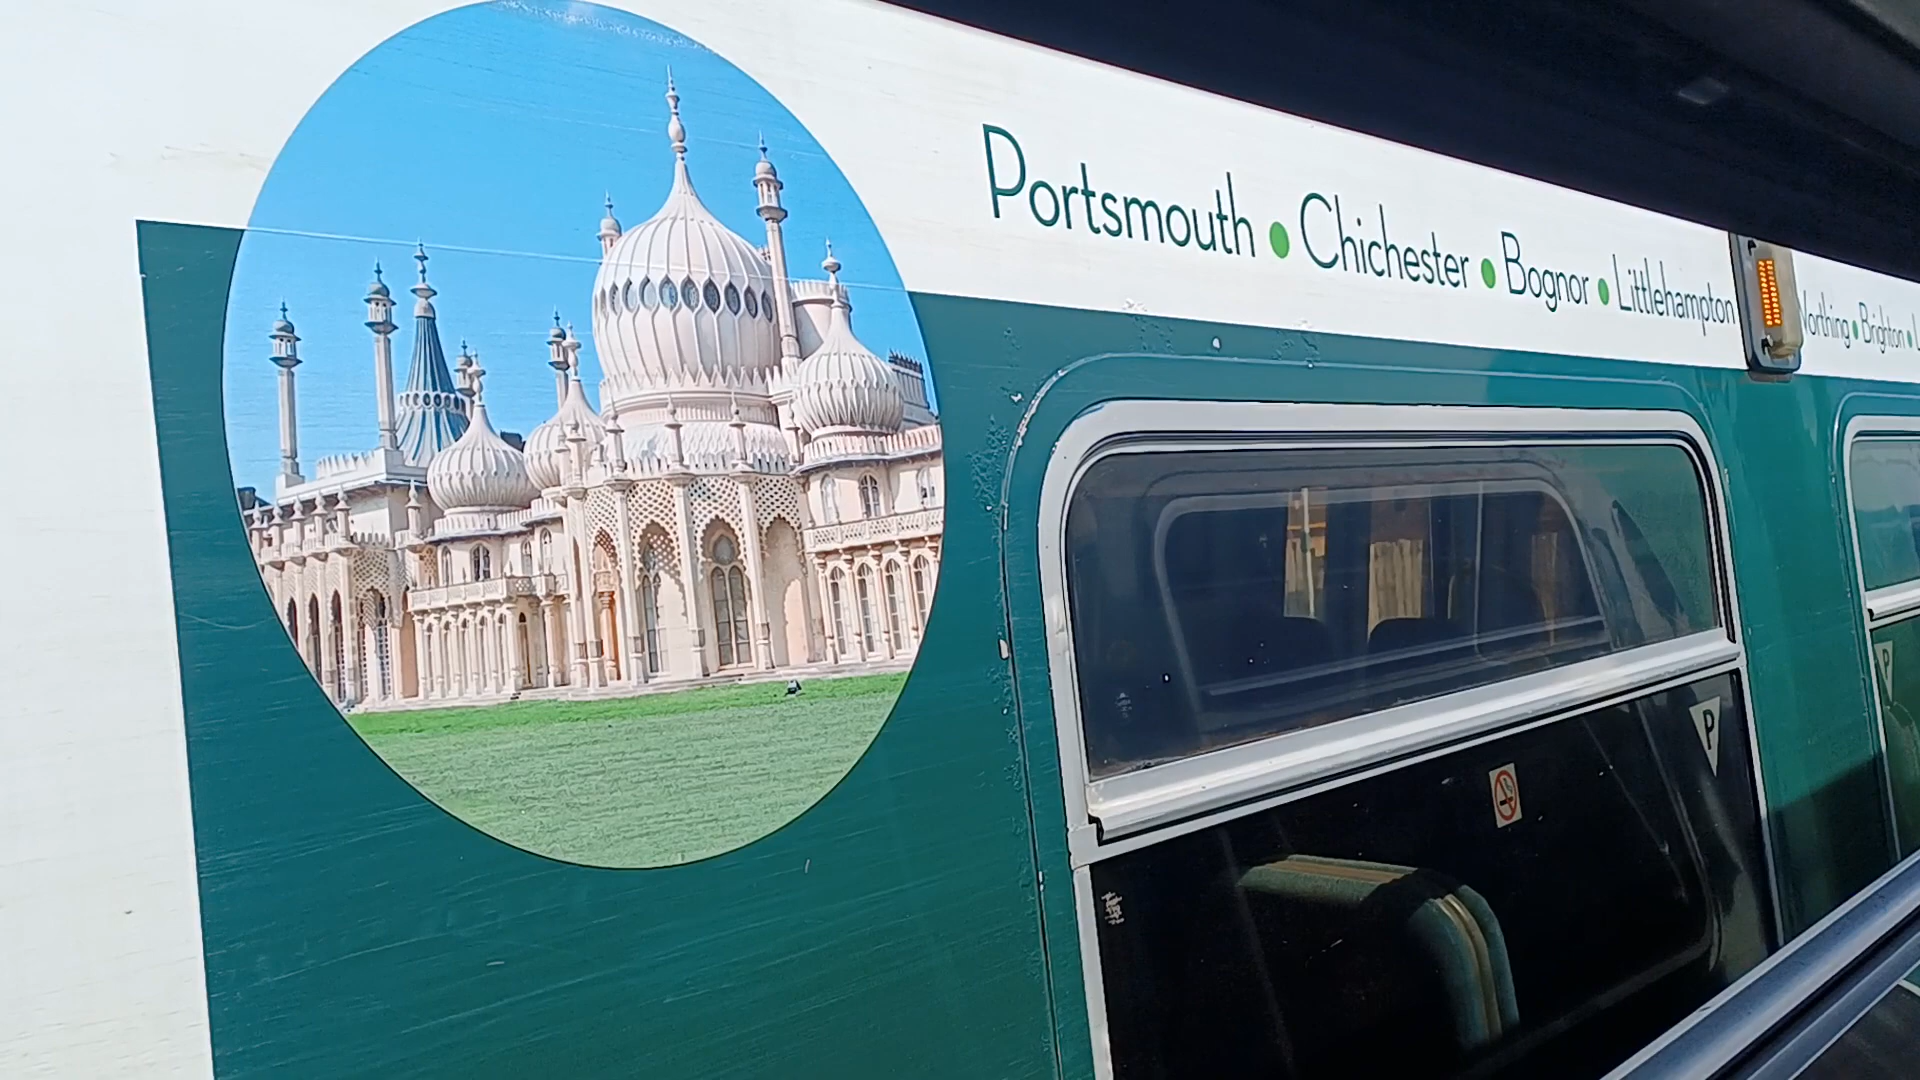 Portsmouth • Chichester • Bognor • Littlehampton Worthing • Brighton •
P
P